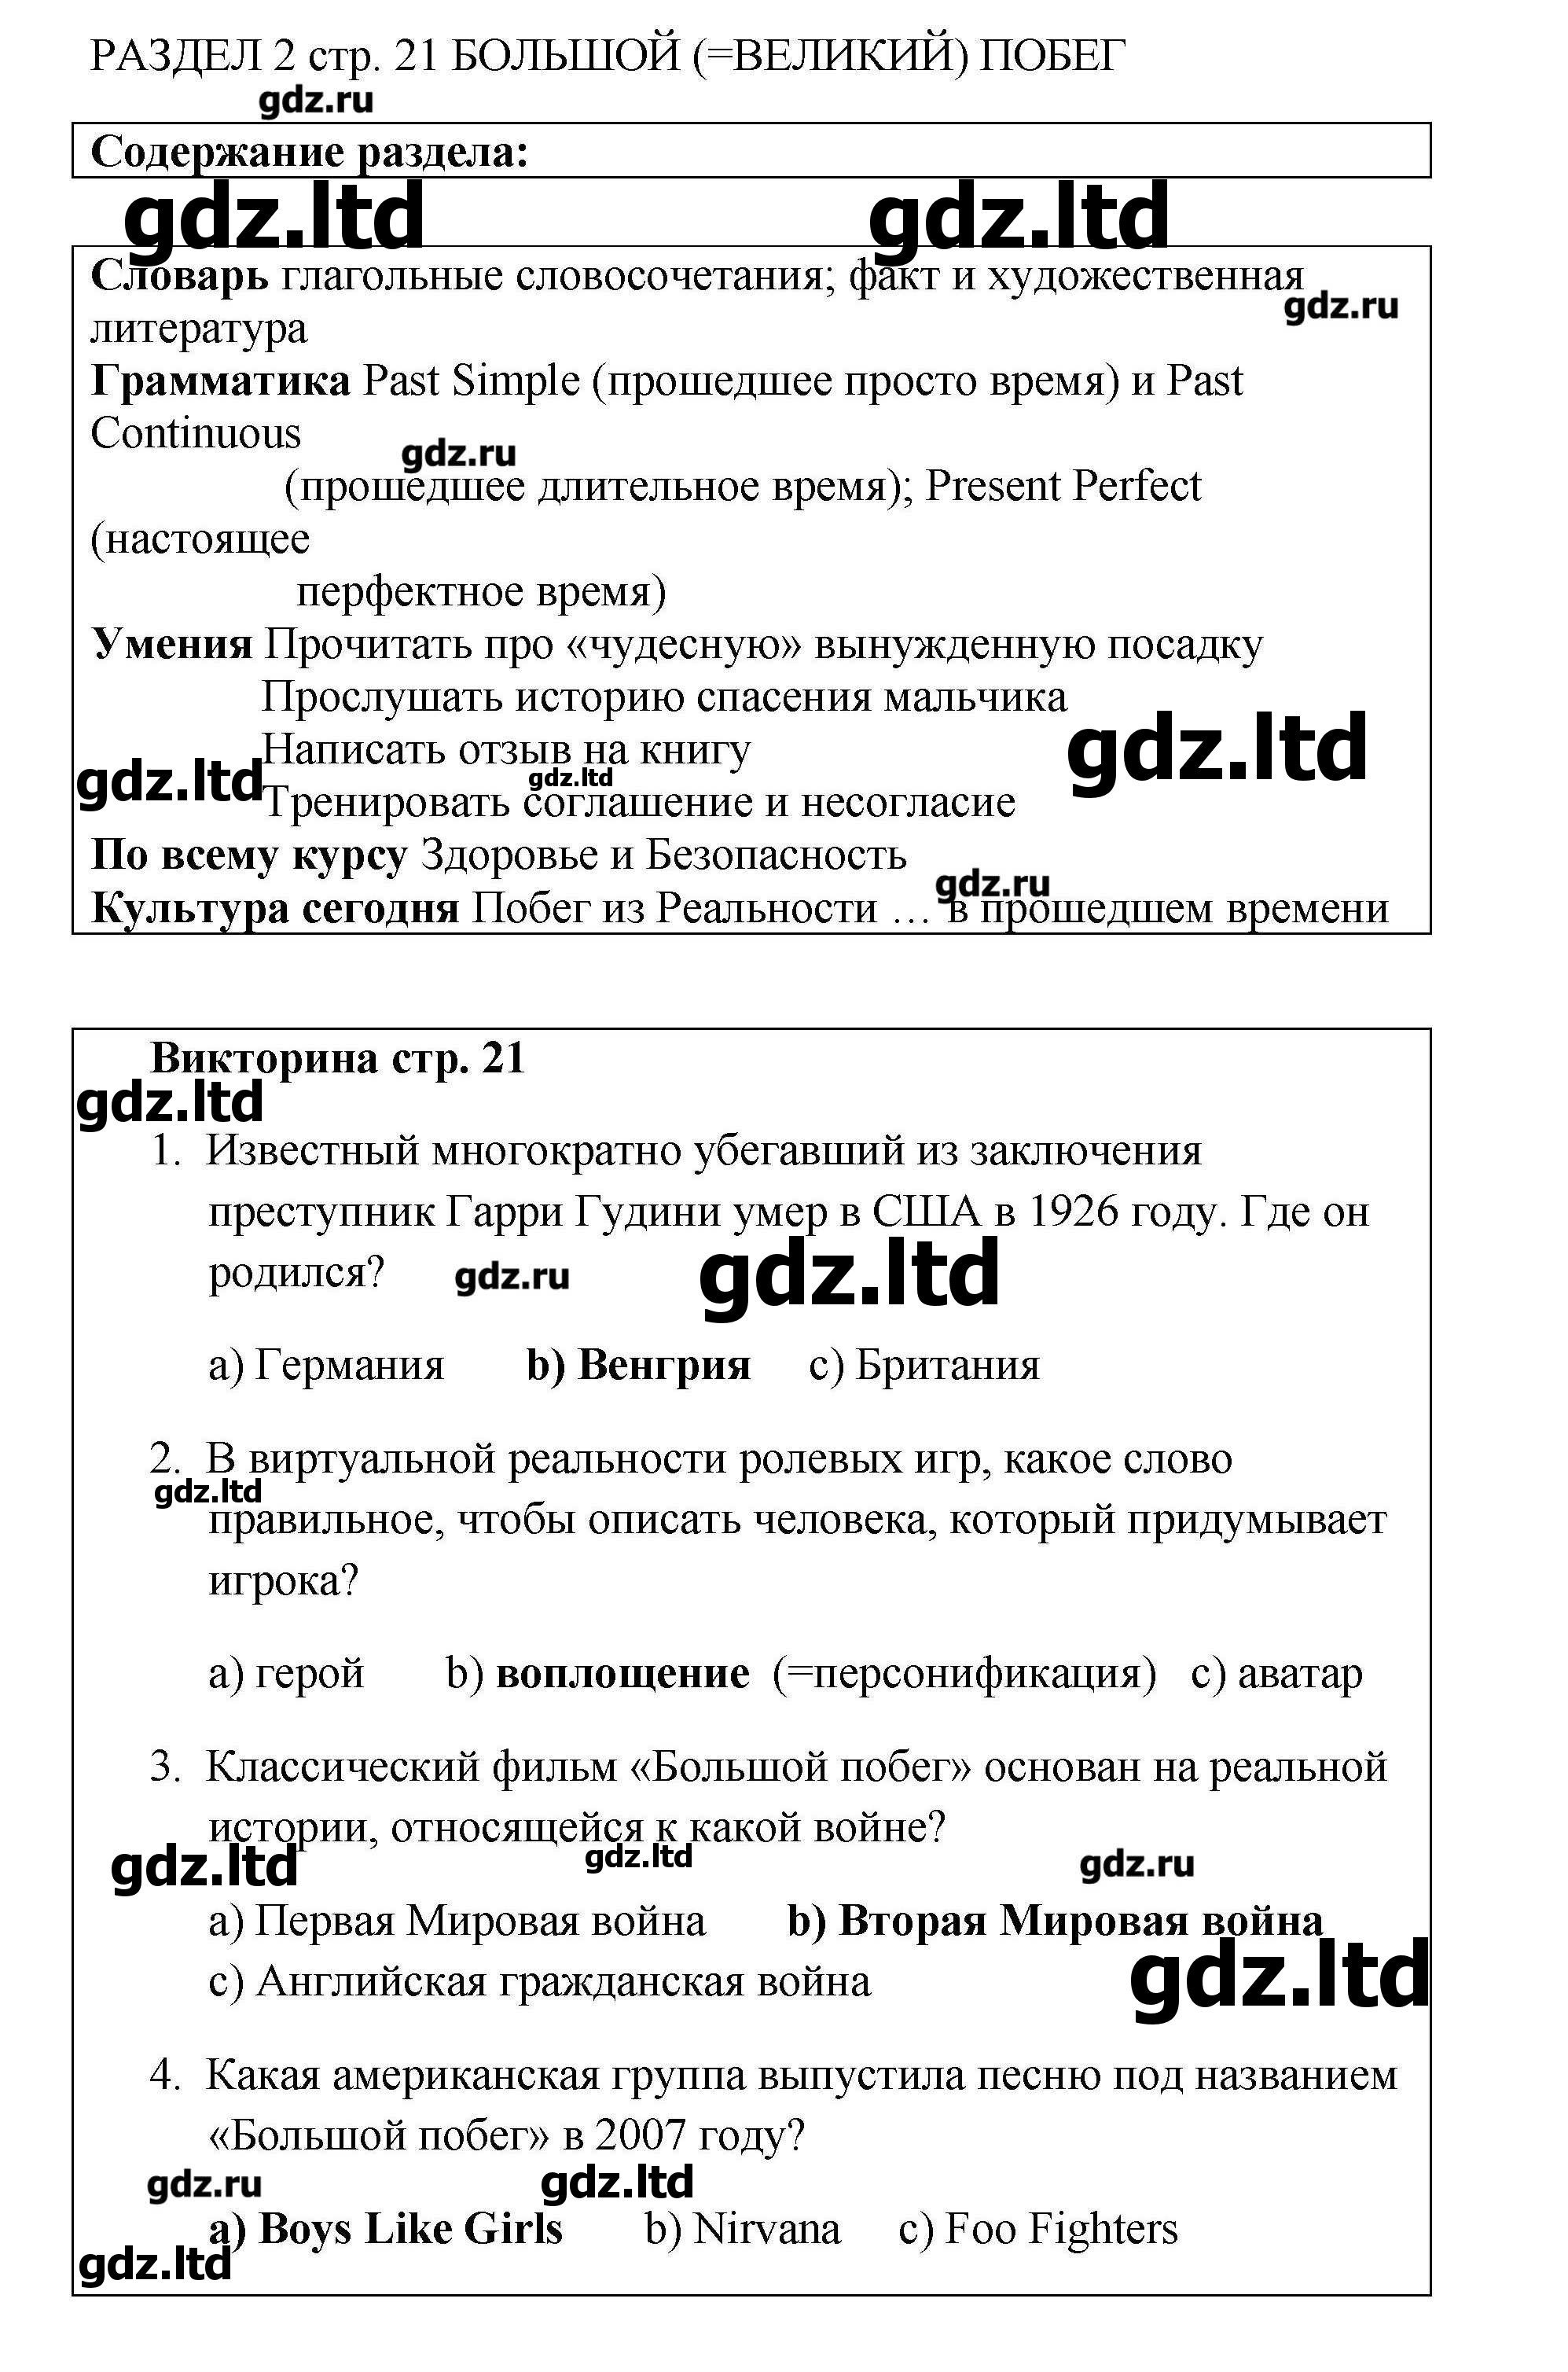 РАЗДЕЛ 2 стр. 21 БОЛЬШОЙ (=ВЕЛИКИЙ) ПОБЕГ
gdz.ru
Содержание раздела:
gdz.ltd gdz.ltd
Словарь глагольные словосочетания; факт и художественная
gdz.ru
литература
Грамматика Past Simple (прошедшее просто время) и Past
Continuous
gdz.ru
(прошедшее длительное время); Present Perfect
(настоящее
перфектное время)
Умения Прочитать про «чудесную» вынужденную посадку
Прослушать историю спасения мальчика
gdz.ltd
Написать отзыв на книгу
gdz.ltd gdz.ltd
Тренировать соглашение и несогласие
По всему курсу Здоровье и Безопасность
gdz.ru
Культура сегодня Побег из Реальности … в прошедшем времени
Викторина стр. 21
gdz.ltd
1. Известный многократно убегавший из заключения
преступник Гарри Гудини умер в США в 1926 году. Где он
родился?
gdz.ru gdz.ltd
a) Германия b) Венгрия c) Британия
2. В виртуальной реальности ролевых игр, какое слово
gdz.ltd
правильное, чтобы описать человека, который придумывает
игрока?
a) герой b) воплощение (=персонификация) c) аватар
3. Классический фильм «Большой побег» основан на реальной
истории, относящейся к какой войне?
gdz.ltd gdz.ltd gdz.ru
a) Первая Мировая война b) Вторая Мировая война
c) Английская гражданская война
gdz.ltd
4. Какая американская группа выпустила песню под названием
«Большой побег» в 2007 году?
gdz.ru gdz.ltd
a) Boys Like Girls b) Nirvana c) Foo Fighters
gdz.ltd